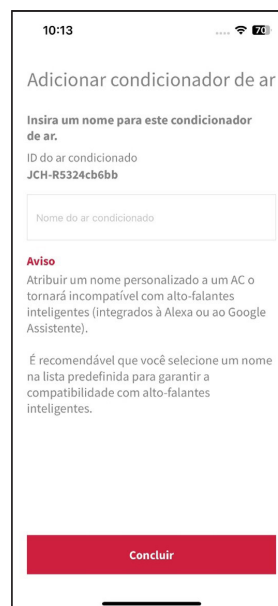 10:13
70
Adicionar condicionador de ar
Insira um nome para este condicionador
de ar.
ID do ar condicionado
JCH-R5324cb6bb
Nome do ar condicionado
Aviso
Atribuir um nome personalizado a um AC o
tornará incompatível com alto-falantes
inteligentes (integrados à Alexa ou ao Google
Assistente).
É recomendável que você selecione um nome
na lista predefinida para garantir a
compatibilidade com alto-falantes
inteligentes.
Concluir